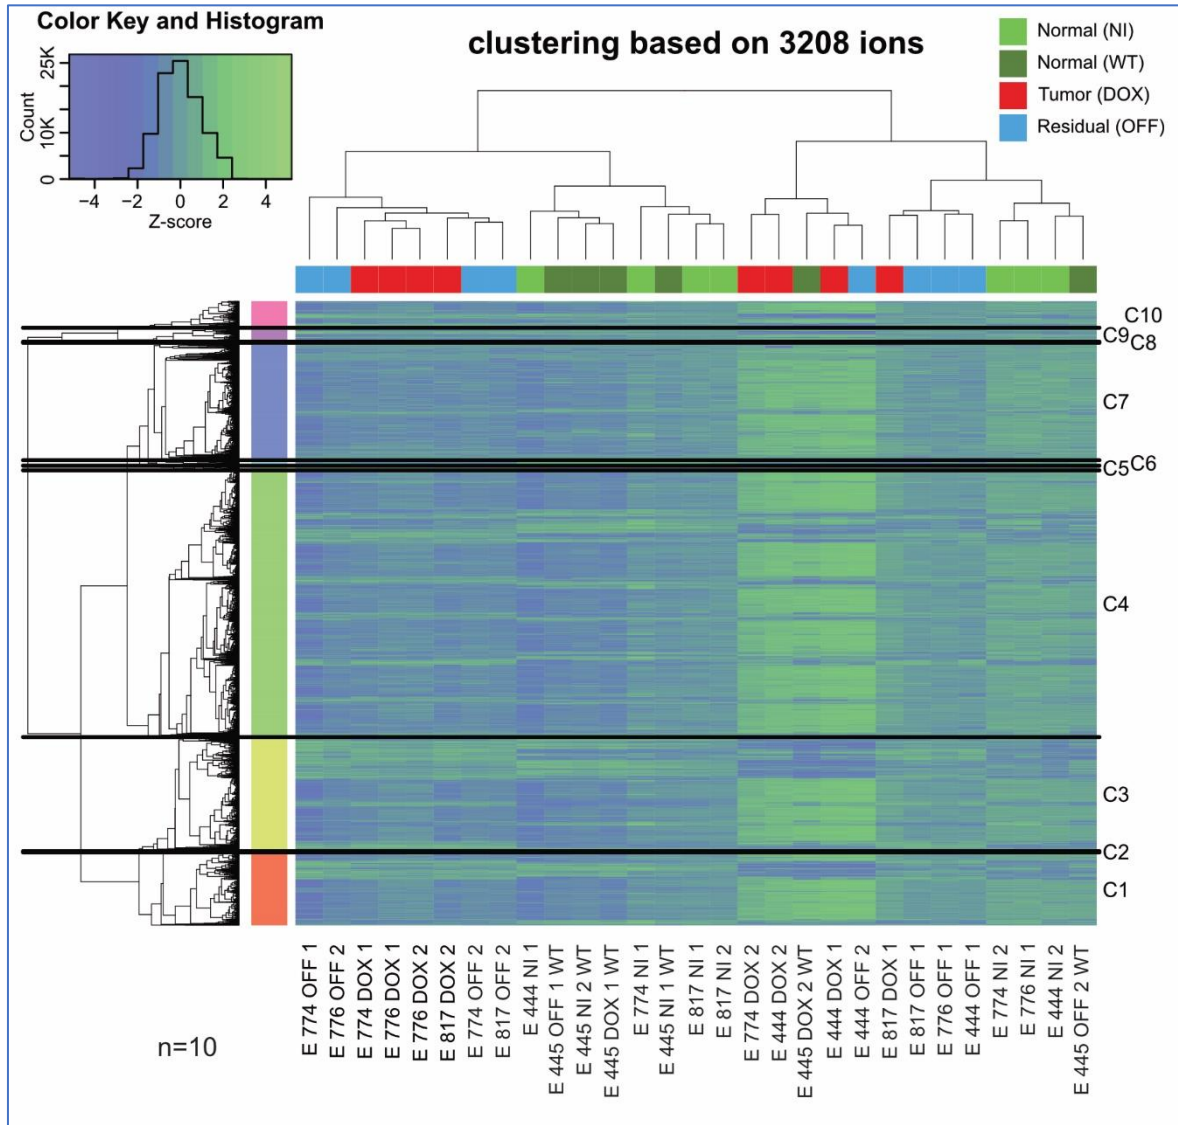 Color Key and Histogram
clustering based on 3208 ions
Normal (NI)
Normal (WT)
Tumor (DOX)
Residual (OFF)
Count
0
10K
25K
−4
−2
0
2
4
Z-score
C10
C9
C8
C7
C6
C5
C4
C3
C2
C1
E 774 OFF 1
E 776 OFF 2
E 774 DOX 1
E 776 DOX 1
E 776 DOX 2
E 817 DOX 2
E 774 OFF 2
E 817 OFF 2
E 444 NI 1
E 445 OFF 1 WT
E 445 NI 2 WT
E 445 DOX 1 WT
E 774 NI 1
E 445 NI 1 WT
E 817 NI 1
E 817 NI 2
E 774 DOX 2
E 444 DOX 2
E 445 DOX 2 WT
E 444 DOX 1
E 444 OFF 2
E 817 DOX 1
E 817 OFF 1
E 776 OFF 1
E 444 OFF 1
E 774 NI 2
E 776 NI 1
E 444 NI 2
E 445 OFF 2 WT
n=10